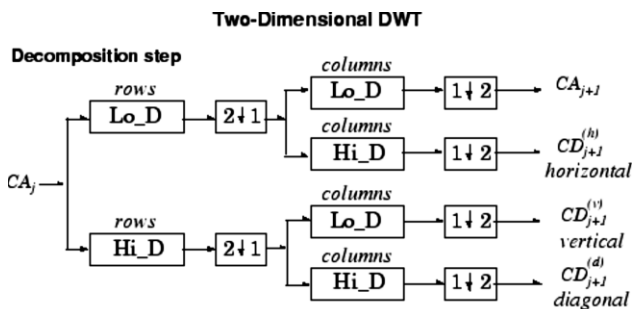 Two-Dimensional DWT
Decomposition step
rows
Lo_D
2↓1
columns
Lo_D
1↓2
CA_{j+1}
columns
Hi_D
1↓2
CD_{j+1}^{(h)}
horizontal
CA_j
rows
Hi_D
2↓1
columns
Lo_D
1↓2
CD_{j+1}^{(v)}
vertical
columns
Hi_D
1↓2
CD_{j+1}^{(d)}
diagonal